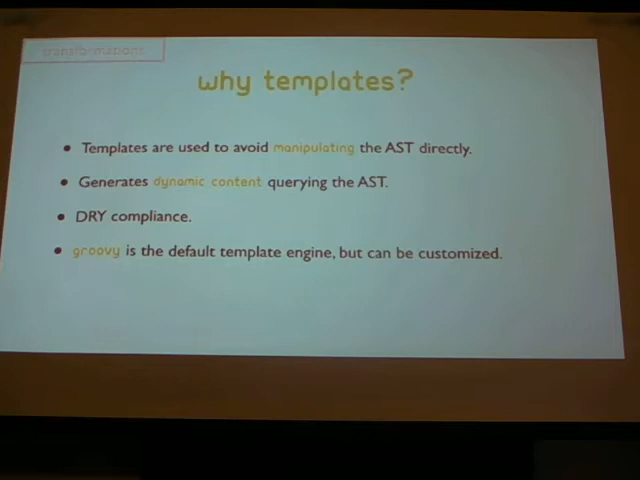 transformations
why templates?
• Templates are used to avoid manipulating the AST directly.
• Generates dynamic content querying the AST.
• DRY compliance.
• groovy is the default template engine, but can be customized.